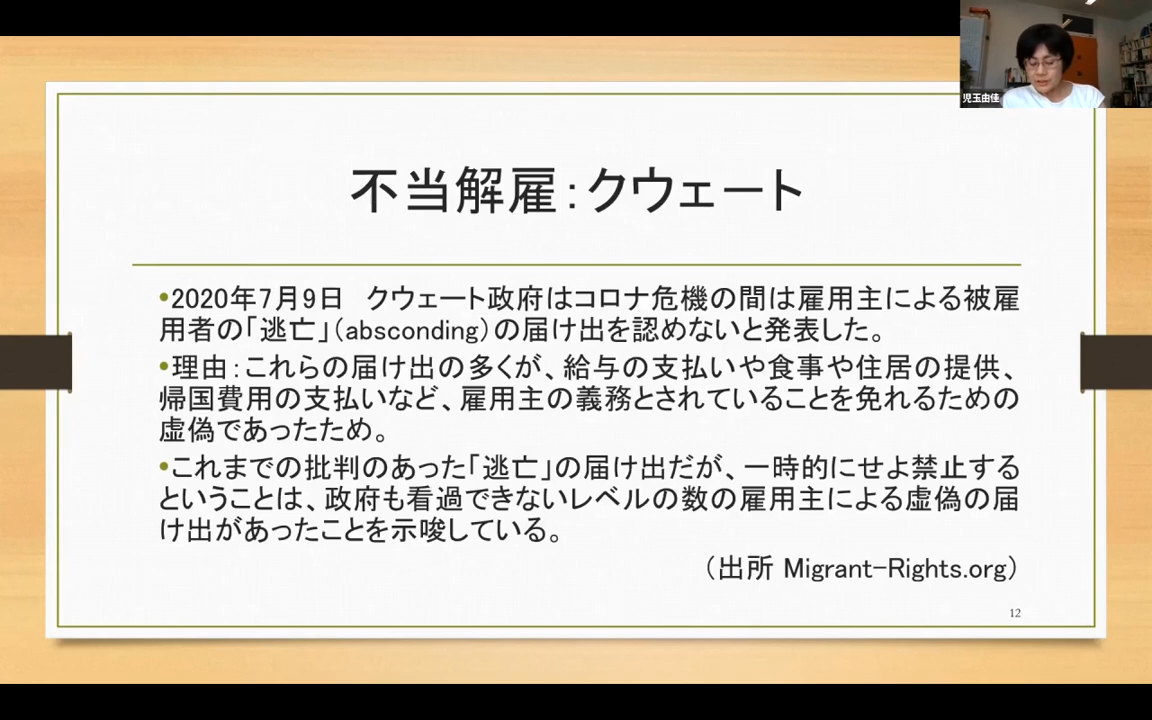 児玉由佳
不当解雇：クウェート
•2020年7月9日　クウェート政府はコロナ危機の間は雇用主による被雇
用者の「逃亡」（absconding）の届け出を認めないと発表した。
•理由：これらの届け出の多くが、給与の支払いや食事や住居の提供、
帰国費用の支払いなど、雇用主の義務とされていることを免れるための
虚偽であったため。
•これまでの批判のあった「逃亡」の届け出だが、一時的にせよ禁止する
ということは、政府も看過できないレベルの数の雇用主による虚偽の届
け出があったことを示唆している。
（出所 Migrant-Rights.org）
12